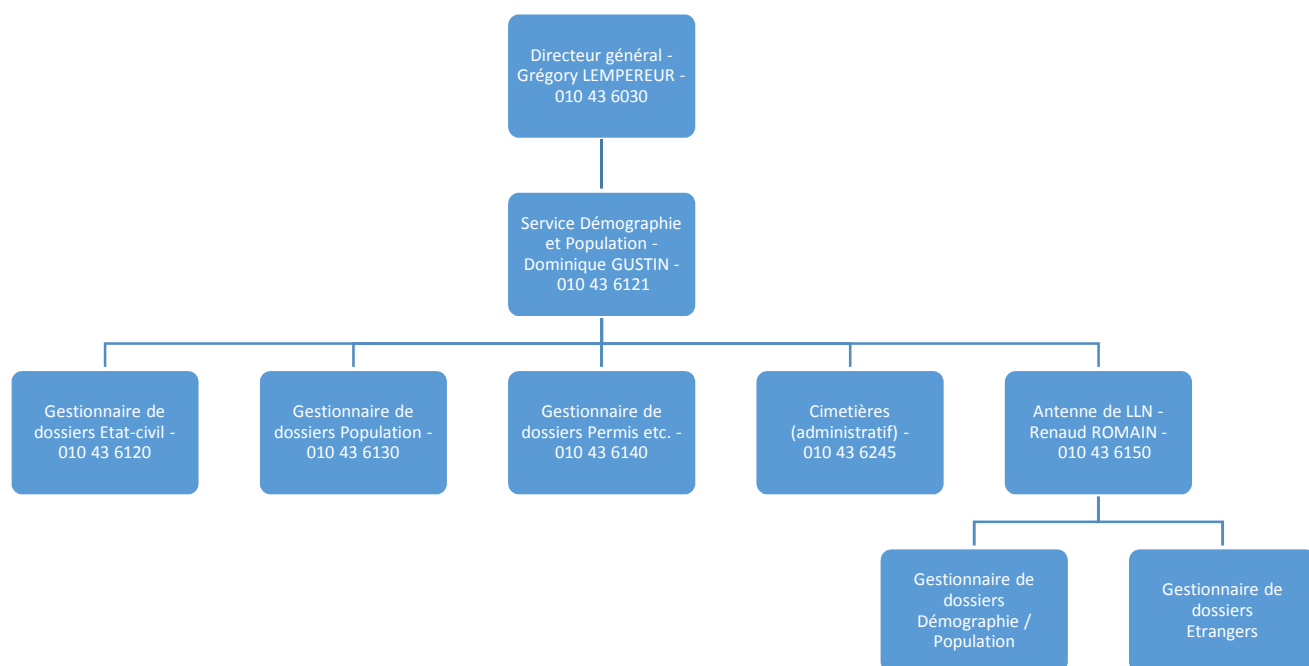 Directeur général -
Grégory LEMPEREUR -
010 43 6030
Service Démographie
et Population -
Dominique GUSTIN -
010 43 6121
Gestionnaire de
dossiers Etat-civil -
010 43 6120
Gestionnaire de
dossiers Population -
010 43 6130
Gestionnaire de
dossiers Permis etc. -
010 43 6140
Cimetières
(administratif) -
010 43 6245
Antenne de LLN -
Renaud ROMAIN -
010 43 6150
Gestionnaire de
dossiers
Démographie /
Population
Gestionnaire de
dossiers
Etrangers